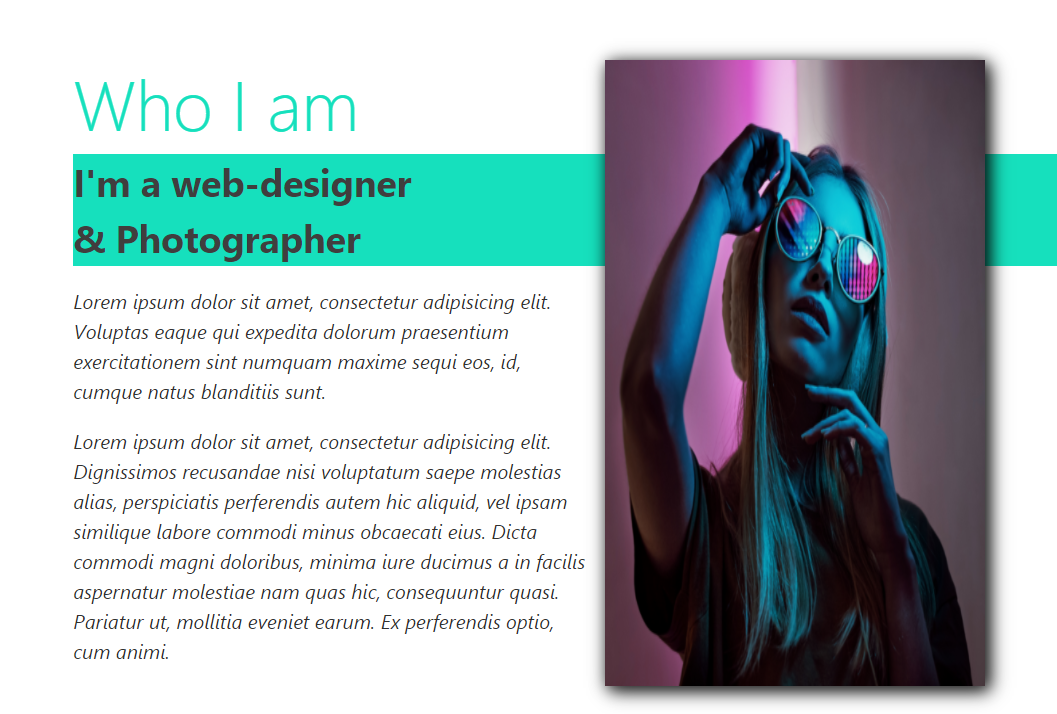 Who I am
I'm a web-designer
& Photographer
Lorem ipsum dolor sit amet, consectetur adipisicing elit.
Voluptas eaque qui expedita dolorum praesentium
exercitationem sint numquam maxime sequi eos, id,
cumque natus blanditiis sunt.
Lorem ipsum dolor sit amet, consectetur adipisicing elit.
Dignissimos recusandae nisi voluptatum saepe molestias
alias, perspiciatis perferendis autem hic aliquid, vel ipsam
similique labore commodi minus obcaecati eius. Dicta
commodi magni doloribus, minima iure ducimus a in facilis
aspernatur molestiae nam quas hic, consequuntur quasi.
Pariatur ut, mollitia eveniet earum. Ex perferendis optio,
cum animi.